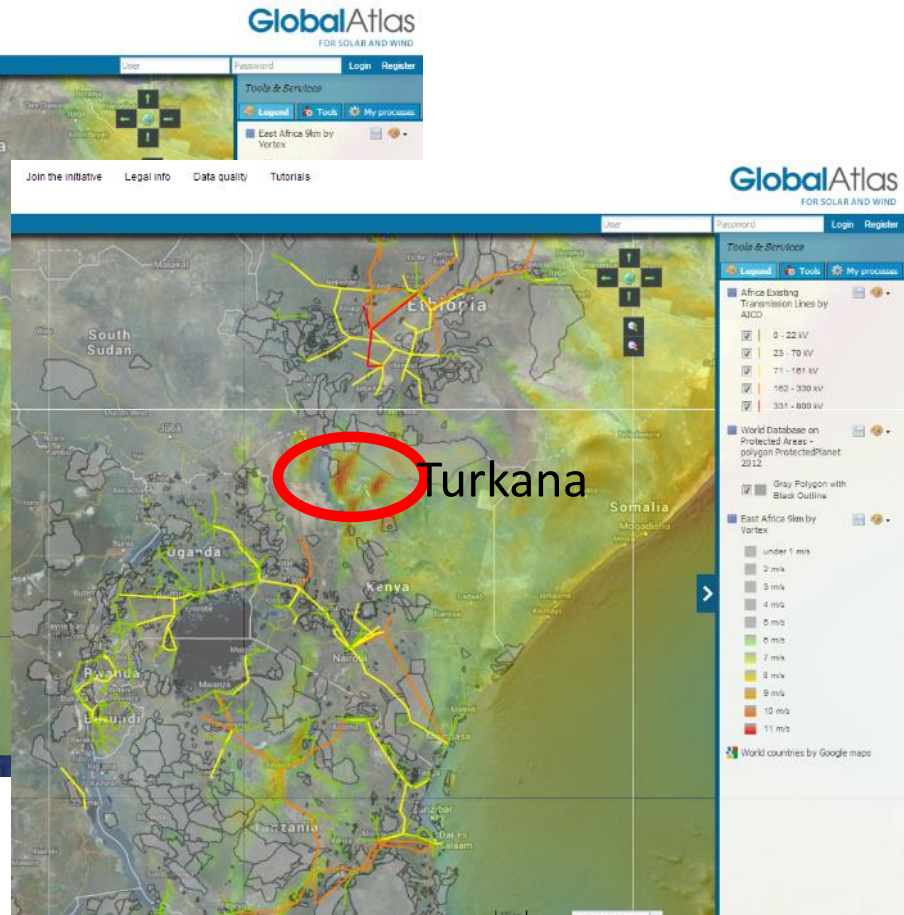 GlobalAtlas
FOR SOLAR AND WIND
User
Password
Login Register
Tools & Services
Legend
Tools
My processes
East Africa 9km by
Vortex
Join the initiative
Legal info
Data quality
Tutorials
GlobalAtlas
FOR SOLAR AND WIND
User
Password
Login Register
Tools & Services
Legend
Tools
My processes
Africa Existing
Transmission Lines by
AICD
0 - 22 kV
23 - 70 kV
71 - 161 kV
162 - 330 kV
331 - 800 kV
World Database on
Protected Areas -
polygon ProtectedPlanet
2012
Gray Polygon with
Black Outline
East Africa 9km by
Vortex
under 1 m/s
2 m/s
3 m/s
4 m/s
5 m/s
6 m/s
7 m/s
8 m/s
9 m/s
10 m/s
11 m/s
World countries by Google maps
Malakal
Ethiopia
South
Sudan
Juba
Turkana
Somalia
Mogadishu
Uganda
Kenya
Nairobi
Rwanda
Mwanza
Burundi
Mombasa
Zanzibar
Tanzania
Dar es
Salaam